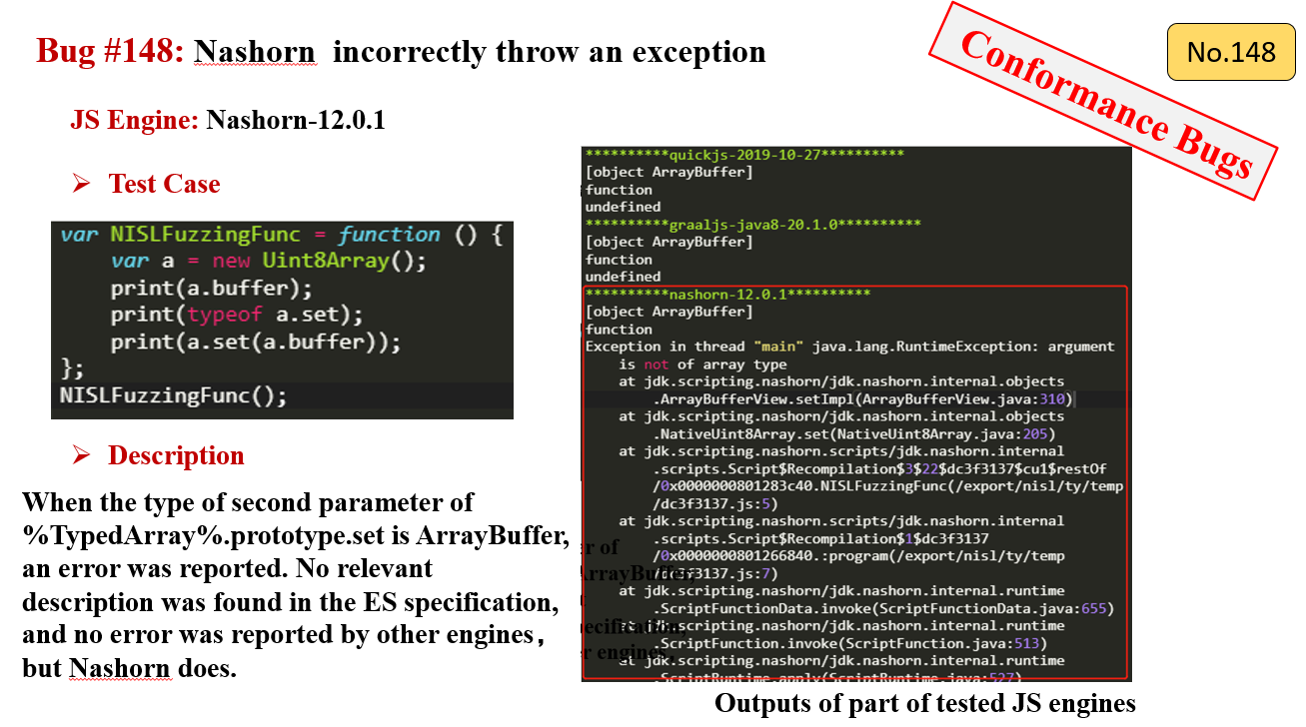 Bug #148: Nashorn incorrectly throw an exception
Conformance Bugs
No.148
JS Engine: Nashorn-12.0.1
➢ Test Case
var NISLFuzzingFunc = function () {
var a = new Uint8Array();
print(a.buffer);
print(typeof a.set);
print(a.set(a.buffer));
};
NISLFuzzingFunc();
➢ Description
When the type of second parameter of
%TypedArray%.prototype.set is ArrayBuffer,
an error was reported. No relevant
description was found in the ES specification,
and no error was reported by other engines，
but Nashorn does.
**********quickjs-2019-10-27**********
[object ArrayBuffer]
function
undefined
**********graaljs-java8-20.1.0**********
[object ArrayBuffer]
function
undefined
**********nashorn-12.0.1**********
[object ArrayBuffer]
function
Exception in thread "main" java.lang.RuntimeException: argument
is not of array type
at jdk.scripting.nashorn/jdk.nashorn.internal.objects
.ArrayBufferView.setImpl(ArrayBufferView.java:310)
at jdk.scripting.nashorn/jdk.nashorn.internal.objects
.NativeUint8Array.set(NativeUint8Array.java:205)
at jdk.scripting.nashorn.scripts/jdk.nashorn.internal
.scripts.Script$Recompilation$3$22$dc3f3137$cu1$restOf
/0x0000000801283c40.NISLFuzzingFunc(/export/nisl/ty/temp
/dc3f3137.js:5)
at jdk.scripting.nashorn.scripts/jdk.nashorn.internal
.scripts.Script$Recompilation$1$dc3f3137
/0x0000000801266840.:program(/export/nisl/ty/temp
/dc3f3137.js:7)
at jdk.scripting.nashorn/jdk.nashorn.internal.runtime
.ScriptFunctionData.invoke(ScriptFunctionData.java:655)
at jdk.scripting.nashorn/jdk.nashorn.internal.runtime
.ScriptFunction.invoke(ScriptFunction.java:513)
at jdk.scripting.nashorn/jdk.nashorn.internal.runtime
.ScriptRuntime.apply(ScriptRuntime.java:527)
Outputs of part of tested JS engines